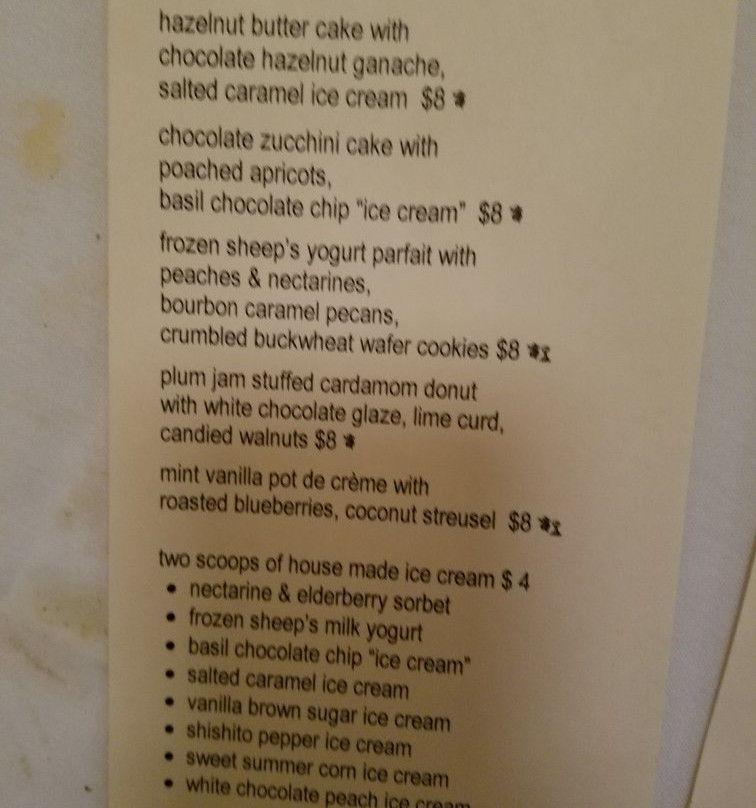 hazelnut butter cake with
chocolate hazelnut ganache,
salted caramel ice cream $8
chocolate zucchini cake with
poached apricots,
basil chocolate chip "ice cream" $8
frozen sheep's yogurt parfait with
peaches & nectarines,
bourbon caramel pecans,
crumbled buckwheat wafer cookies $8
plum jam stuffed cardamom donut
with white chocolate glaze, lime curd,
candied walnuts $8
mint vanilla pot de crème with
roasted blueberries, coconut streusel $8
two scoops of house made ice cream $ 4
• nectarine & elderberry sorbet
• frozen sheep's milk yogurt
• basil chocolate chip "ice cream"
• salted caramel ice cream
• vanilla brown sugar ice cream
• shishito pepper ice cream
• sweet summer corn ice cream
• white chocolate peach ice cream